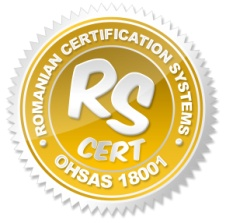 • ROMANIAN CERTIFICATION SYSTEMS •
RS
CERT
OHSAS 18001